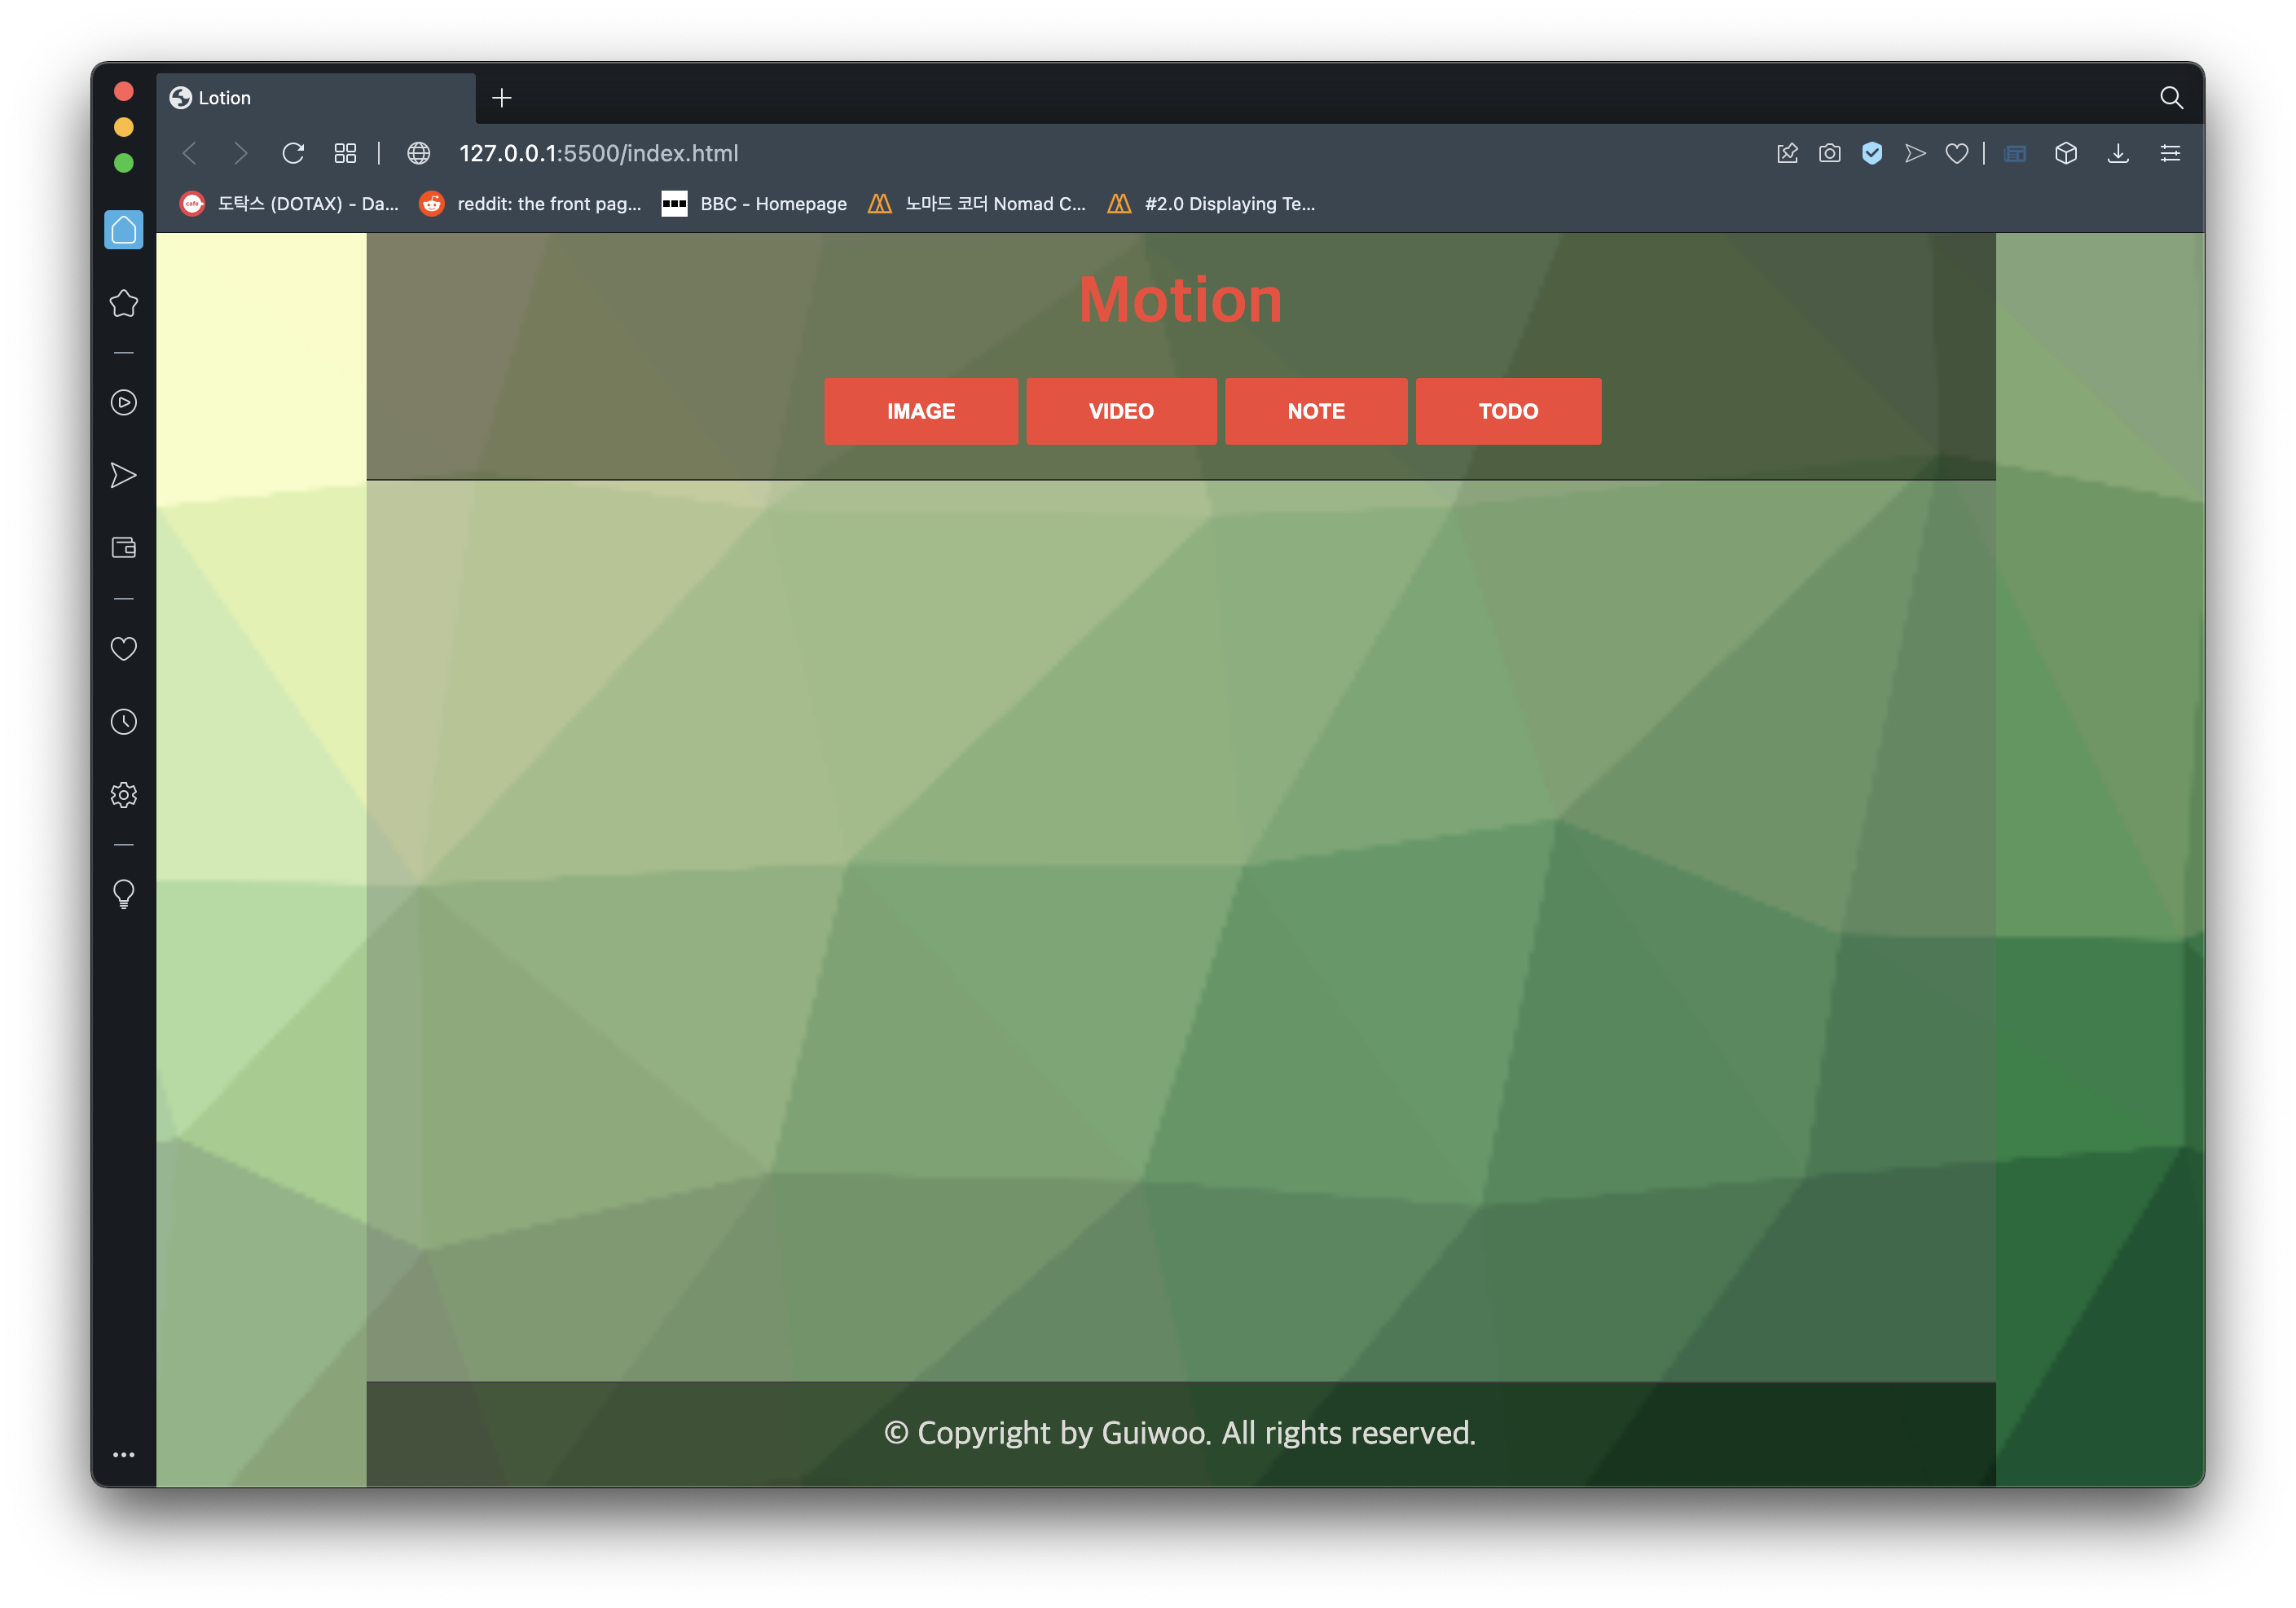 Lotion
127.0.0.1:5500/index.html
cafe 도탁스 (DOTAX) - Da... reddit: the front pag... BBC - Homepage 노마드 코더 Nomad C... #2.0 Displaying Te...
Motion
IMAGE VIDEO NOTE TODO
© Copyright by Guiwoo. All rights reserved.